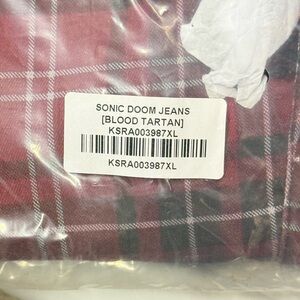 SONIC DOOM JEANS
[BLOOD TARTAN]
KSRA003987XL
KSRA003987XL